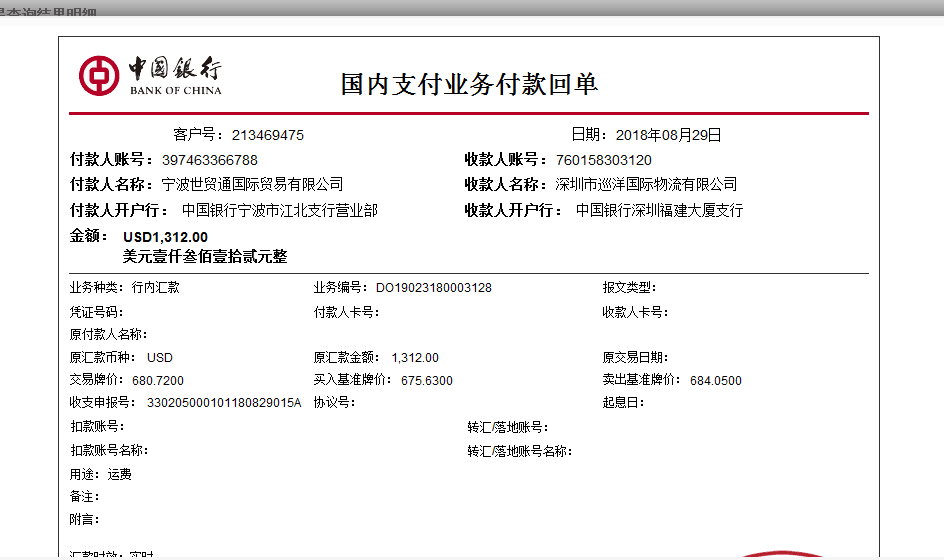 中国银行
BANK OF CHINA
国内支付业务付款回单
客户号：213469475 日期：2018年08月29日
付款人账号：397463366788 收款人账号：760158303120
付款人名称：宁波世贸通国际贸易有限公司 收款人名称：深圳市巡洋国际物流有限公司
付款人开户行：中国银行宁波市江北支行营业部 收款人开户行：中国银行深圳福建大厦支行
金额：USD1,312.00
美元壹仟叁佰壹拾贰元整
业务种类：行内汇款 业务编号：DO19023180003128 报文类型：
凭证号码： 付款人卡号： 收款人卡号：
原付款人名称：
原汇款币种：USD 原汇款金额：1,312.00 原交易日期：
交易牌价：680.7200 买入基准牌价：675.6300 卖出基准牌价：684.0500
收支申报号：330205000101180829015A 协议号： 起息日：
扣款账号： 转汇/落地账号：
扣款账号名称： 转汇/落地账号名称：
用途：运费
备注：
附言：
汇款时效：实时